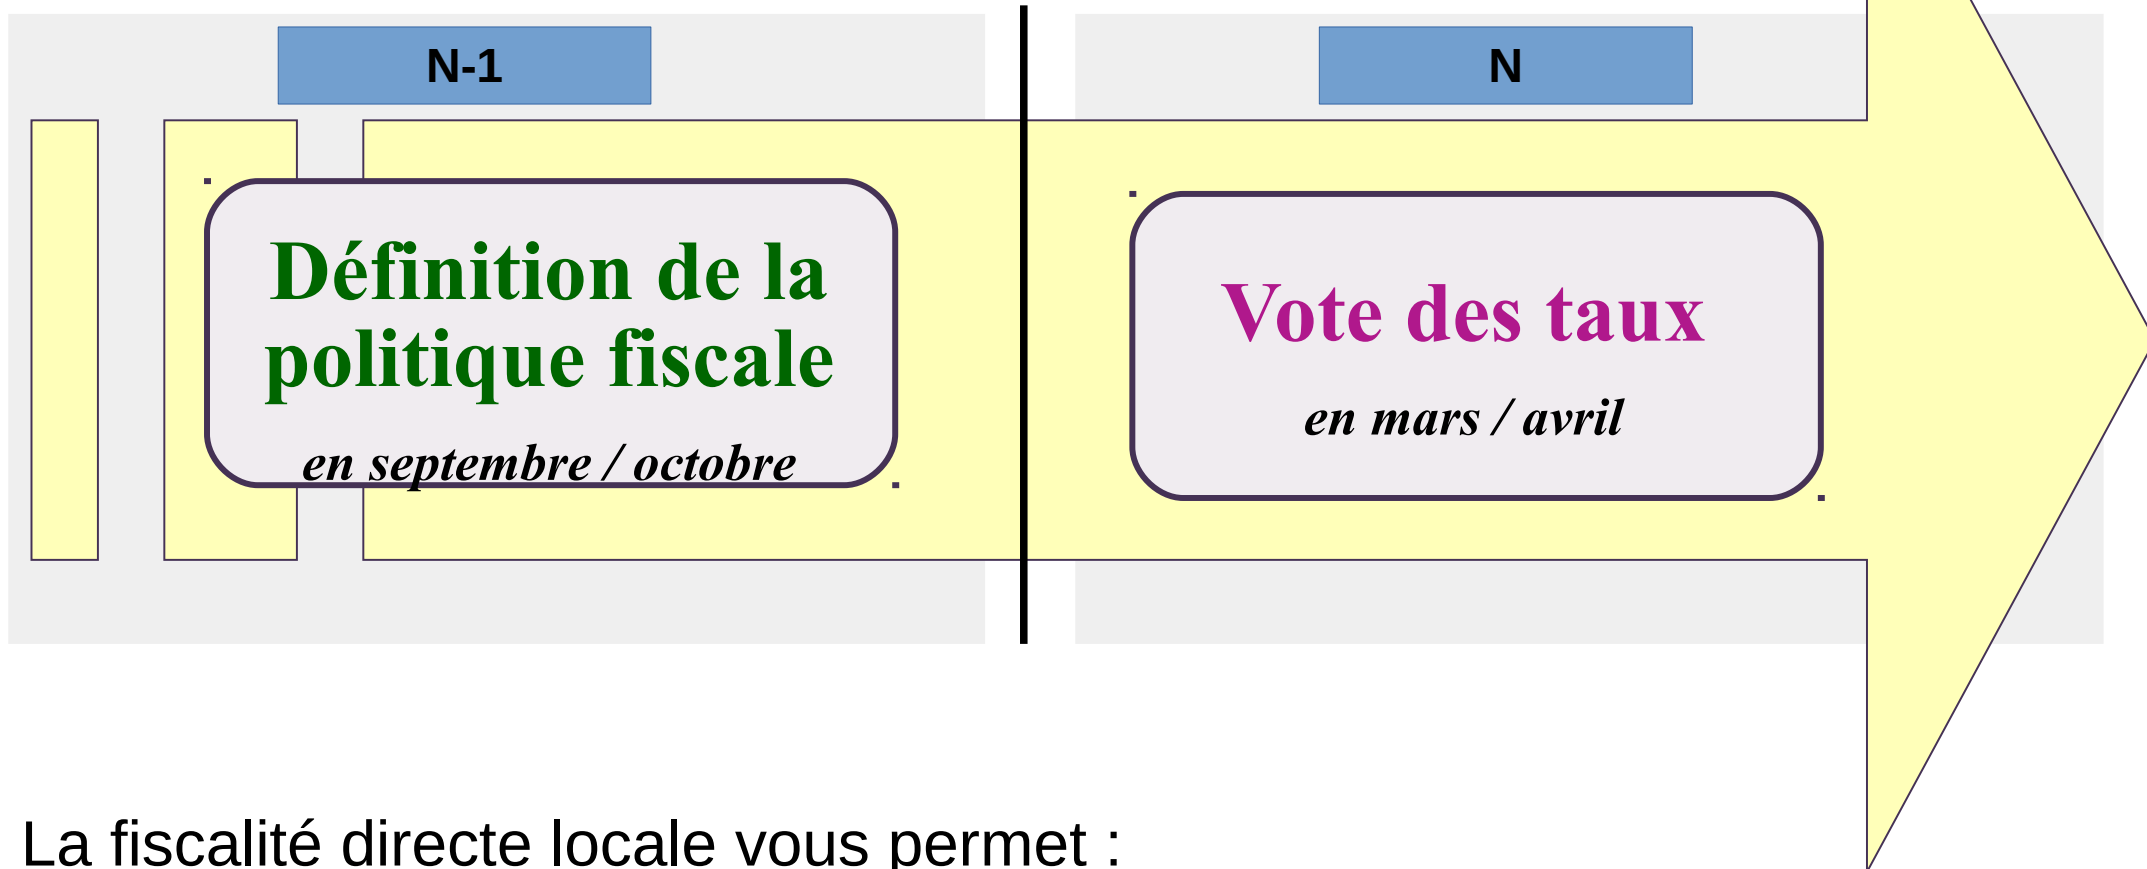 N-1
N
Définition de la
politique fiscale
en septembre / octobre
Vote des taux
en mars / avril
La fiscalité directe locale vous permet :